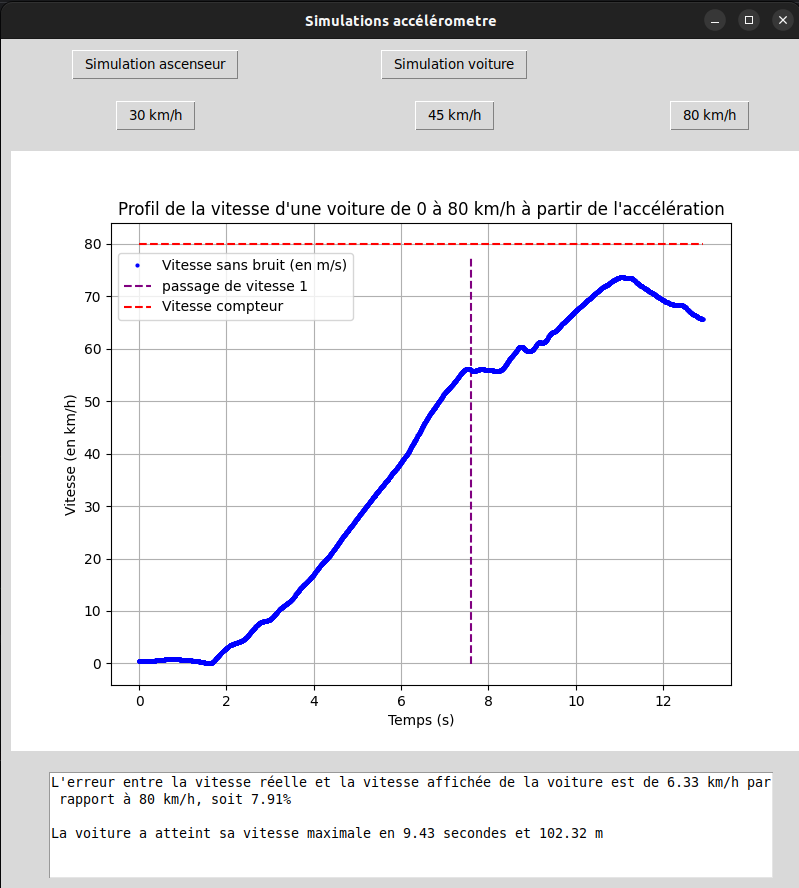 Simulations accélérometre
Simulation ascenseur
Simulation voiture
30 km/h
45 km/h
80 km/h
Profil de la vitesse d'une voiture de 0 à 80 km/h à partir de l'accélération
Vitesse sans bruit (en m/s)
passage de vitesse 1
Vitesse compteur
Vitesse (en km/h)
80
70
60
50
40
30
20
10
0
0 2 4 6 8 10 12
Temps (s)
L'erreur entre la vitesse réelle et la vitesse affichée de la voiture est de 6.33 km/h par
rapport à 80 km/h, soit 7.91%
La voiture a atteint sa vitesse maximale en 9.43 secondes et 102.32 m